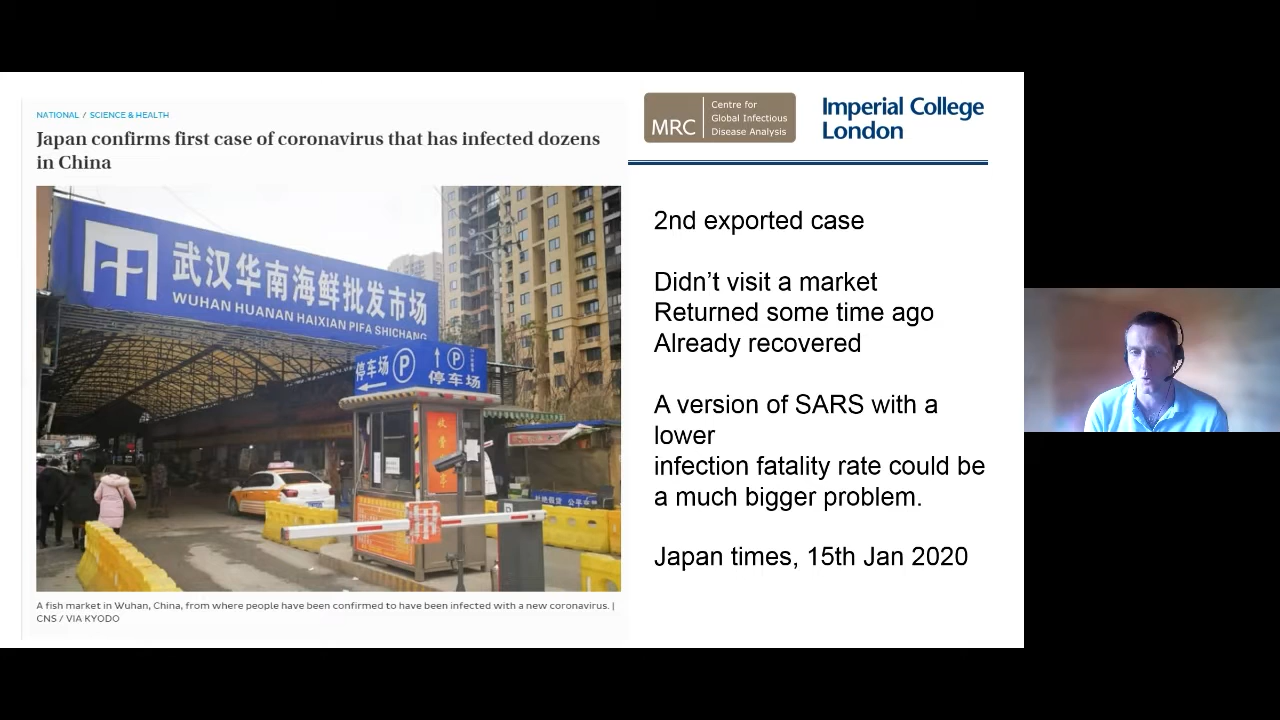 NATIONAL / SCIENCE & HEALTH
Japan confirms first case of coronavirus that has infected dozens
in China
武汉华南海鲜批发市场
WUHAN HUANAN HAIXIAN PIFA SHICHANG
停车场 P
P
停车场
A fish market in Wuhan, China, from where people have been confirmed to have been infected with a new coronavirus. |
CNS / VIA KYODO
MRC
Centre for
Global Infectious
Disease Analysis
Imperial College
London
2nd exported case
Didn’t visit a market
Returned some time ago
Already recovered
A version of SARS with a
lower
infection fatality rate could be
a much bigger problem.
Japan times, 15th Jan 2020